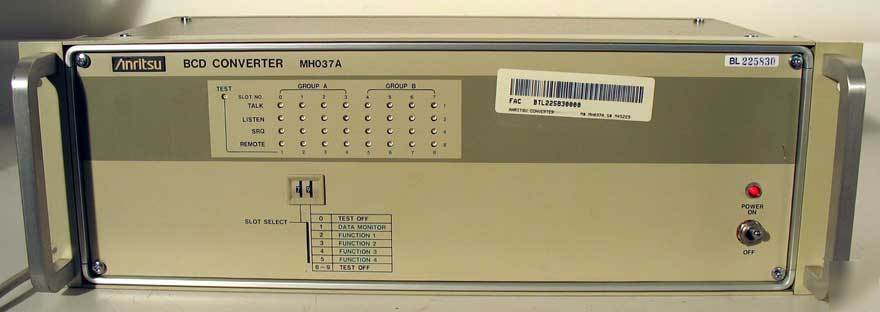 Anritsu BCD CONVERTER MH037A
BL 225830
TEST
GROUP A GROUP B
SLOT NO. 0 1 2 3 4 5 6 7
TALK 1
LISTEN 2
SRQ 4
REMOTE 8
1 2 3 4 5 6 7 8
FAC BTL225830000
ANRITSU CONVERTER
SLOT SELECT
0 TEST OFF
1 DATA MONITOR
2 FUNCTION 1
3 FUNCTION 2
4 FUNCTION 3
5 FUNCTION 4
6~9 TEST OFF
POWER
ON
OFF